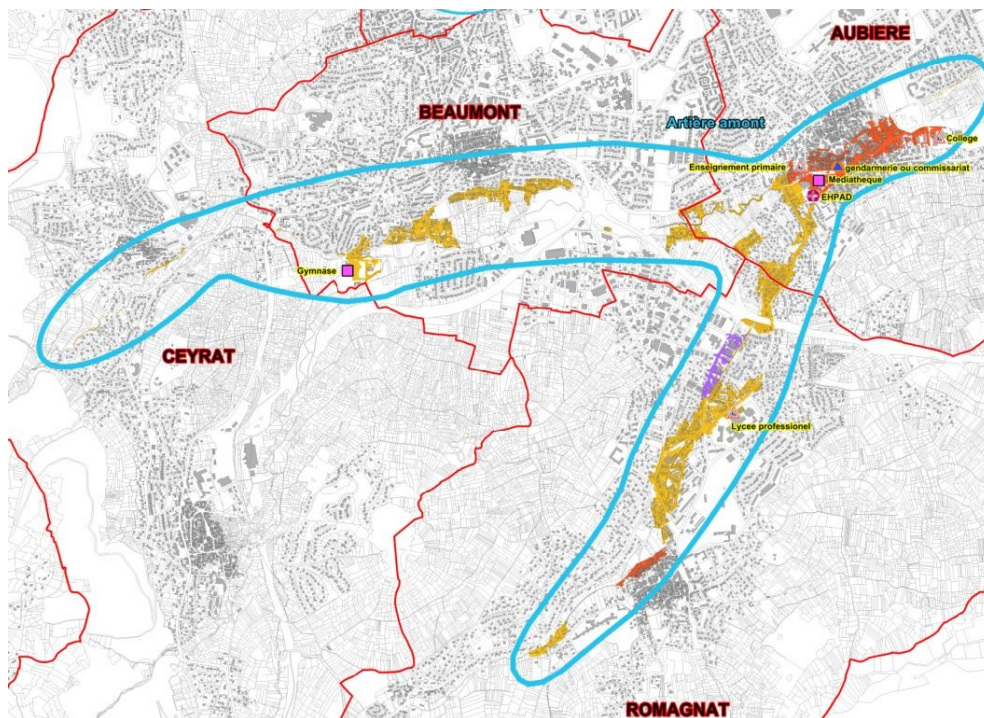 AUBIERE
BEAUMONT
Artière amont
College
Enseignement primaire
gendarmerie ou commissariat
Mediatheque
EHPAD
Gymnase
CEYRAT
Lycee professionel
ROMAGNAT